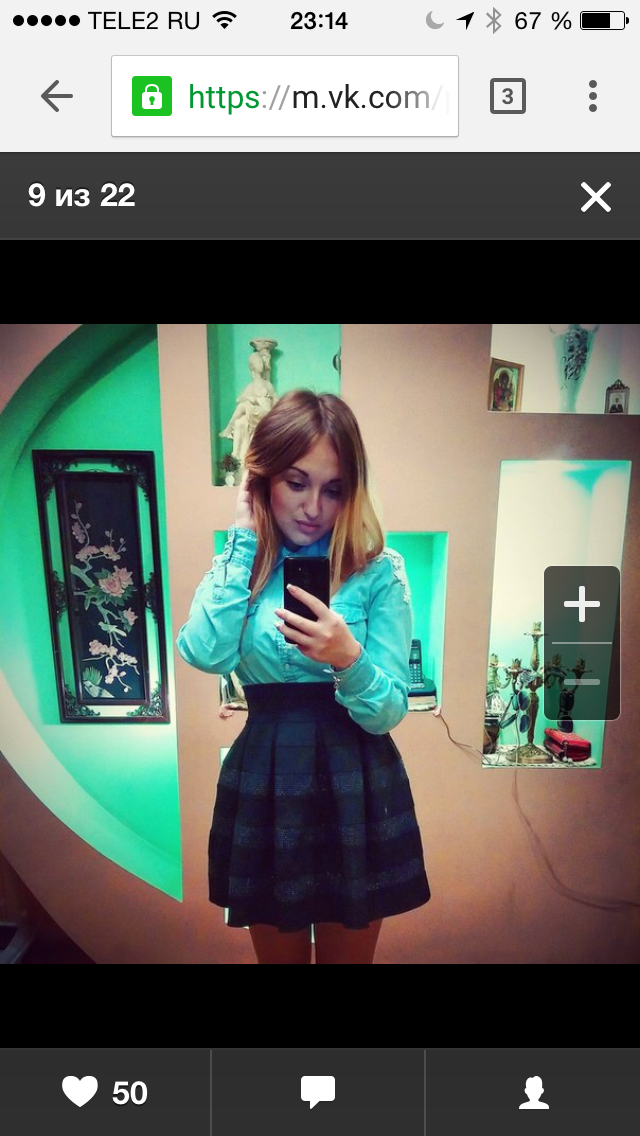 TELE2 RU 23:14 67 %
https://m.vk.com/
3
9 из 22
50